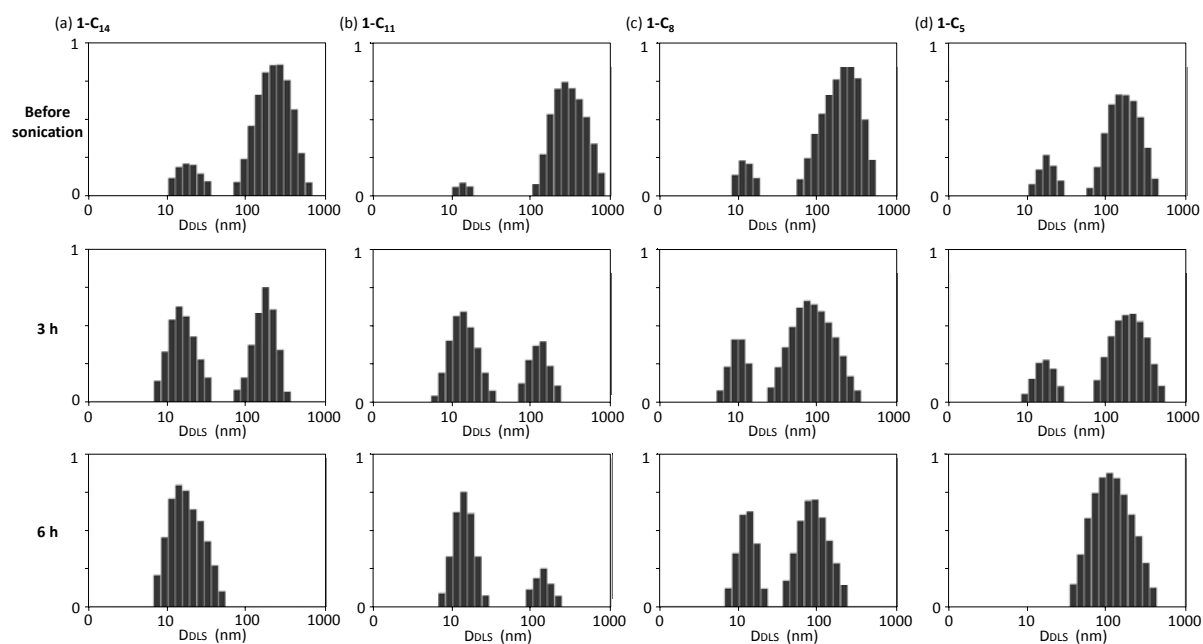 (a) 1-C14 (b) 1-C11 (c) 1-C8 (d) 1-C5
Before
sonication
1 1 1 1
0 0 0 0
0 10 100 1000 0 10 100 1000 0 10 100 1000 0 10 100 1000
DDLS (nm) DDLS (nm) DDLS (nm) DDLS (nm)
3 h
1 1 1 1
0 0 0 0
0 10 100 1000 0 10 100 1000 0 10 100 1000 0 10 100 1000
DDLS (nm) DDLS (nm) DDLS (nm) DDLS (nm)
6 h
1 1 1 1
0 0 0 0
0 10 100 1000 0 10 100 1000 0 10 100 1000 0 10 100 1000
DDLS (nm) DDLS (nm) DDLS (nm) DDLS (nm)